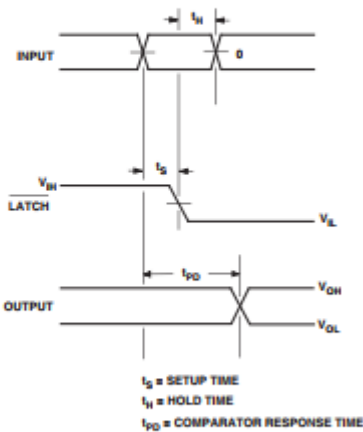 tH
INPUT
0
tS
VIH
LATCH
VIL
tPD
VOH
OUTPUT
VOL
tS = SETUP TIME
tH = HOLD TIME
tPD = COMPARATOR RESPONSE TIME